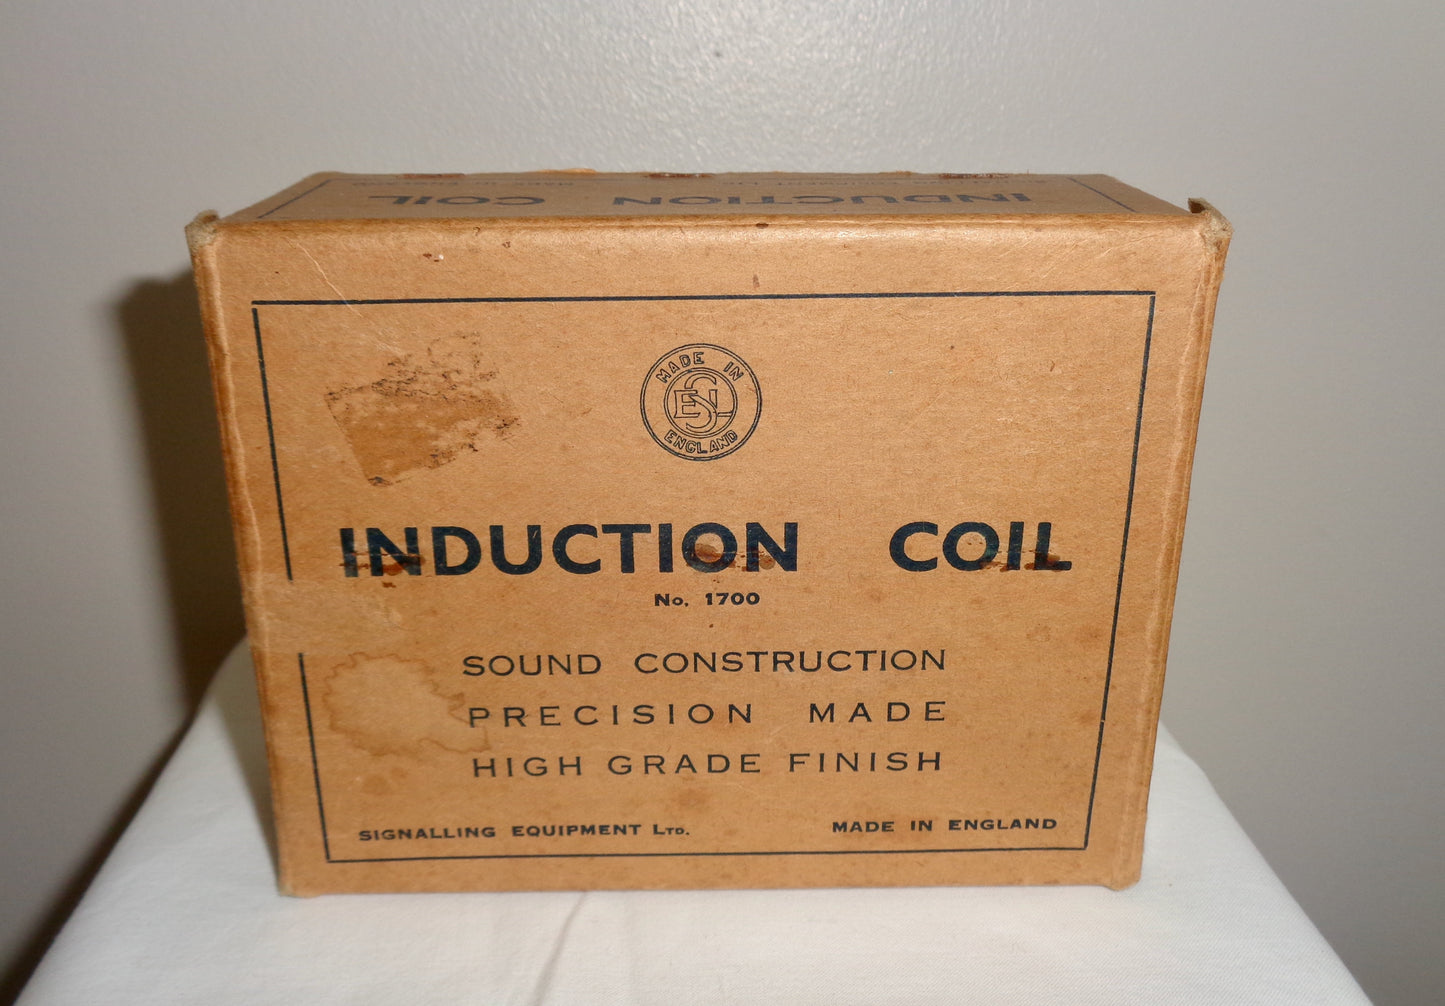 INDUCTION COIL
MADE IN ENGLAND
SEL
INDUCTION COIL
No. 1700
SOUND CONSTRUCTION
PRECISION MADE
HIGH GRADE FINISH
SIGNALLING EQUIPMENT LTD.
MADE IN ENGLAND